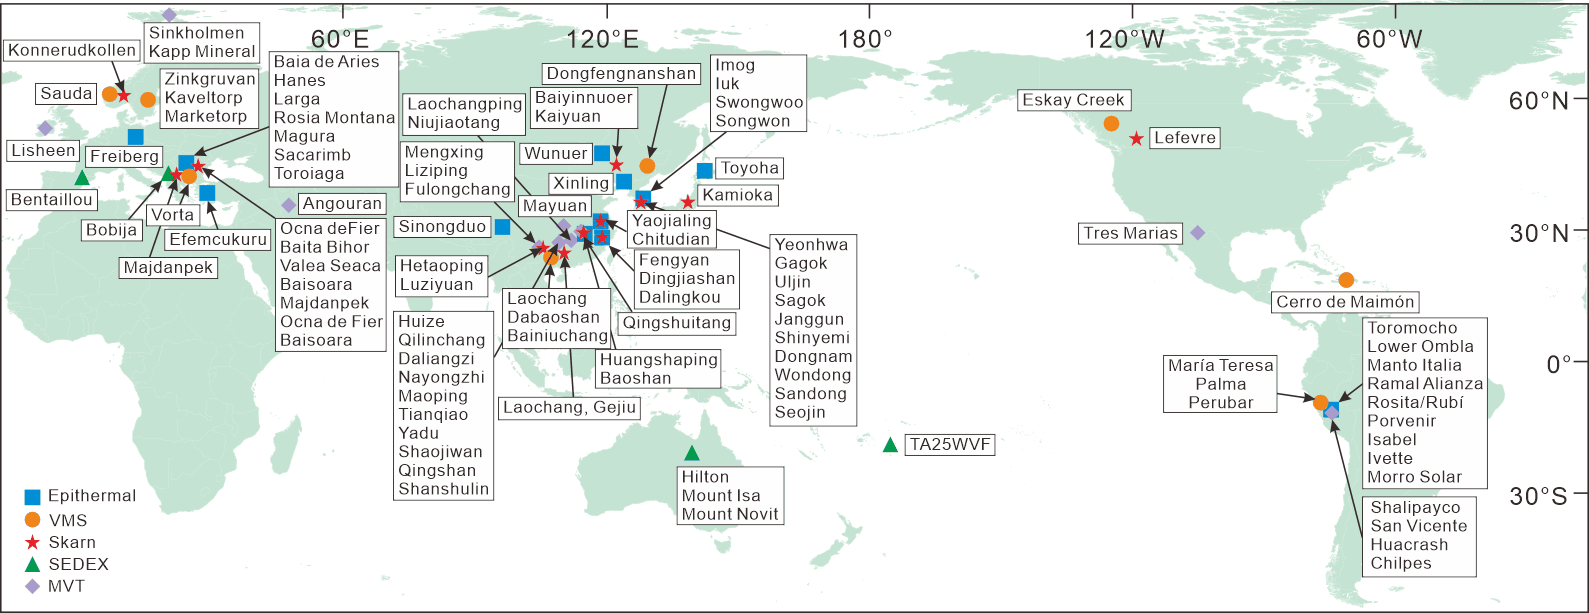 60°E
120°E
180°
120°W
60°W
60°N
30°N
0°
30°S
Sinkholmen
Kapp Mineral
Konnerudkollen
Sauda
Zinkgruvan
Kaveltorp
Marketorp
Lisheen
Freiberg
Bentaillou
Bobija
Vorta
Majdanpek
Efemcukuru
Angouran
Baia de Aries
Hanes
Larga
Rosia Montana
Magura
Sacarimb
Toroiaga
Ocna deFier
Baita Bihor
Valea Seaca
Baisoara
Majdanpek
Ocna de Fier
Baisoara
Laochangping
Niujiaotang
Mengxing
Liziping
Fulongchang
Sinongduo
Hetaoping
Luziyuan
Huize
Qilinchang
Daliangzi
Nayongzhi
Maoping
Tianqiao
Yadu
Shaojiwan
Qingshan
Shanshulin
Dongfengnanshan
Baiyinnuoer
Kaiyuan
Wunuer
Xinling
Mayuan
Imog
Iuk
Swongwoo
Songwon
Toyoha
Kamioka
Yaojialing
Chitudian
Fengyan
Dingjiashan
Dalingkou
Laochang
Dabaoshan
Bainiuchang
Qingshuitang
Huangshaping
Baoshan
Laochang, Gejiu
Yeonhwa
Gagok
Uljin
Sagok
Janggun
Shinyemi
Dongnam
Wondong
Sandong
Seojin
Hilton
Mount Isa
Mount Novit
TA25WVF
Eskay Creek
Lefevre
Tres Marias
Cerro de Maimón
María Teresa
Palma
Perubar
Toromocho
Lower Ombla
Manto Italia
Ramal Alianza
Rosita/Rubí
Porvenir
Isabel
Ivette
Morro Solar
Shalipayco
San Vicente
Huacrash
Chilpes
Epithermal
VMS
Skarn
SEDEX
MVT